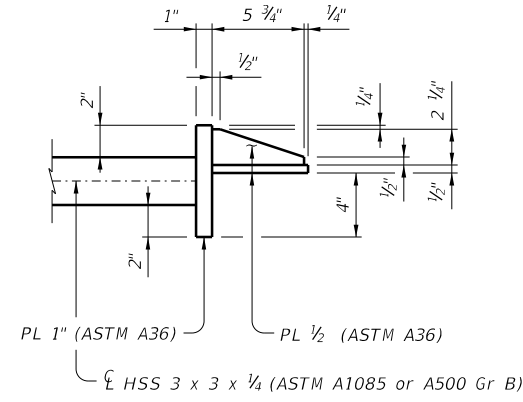 1" 5 ¾" ¼"
½"
2" ¼" 2 ¼"
½" ½"
4"
2"
PL 1" (ASTM A36) PL ½ (ASTM A36)
℄ HSS 3 x 3 x ¼ (ASTM A1085 or A500 Gr B)